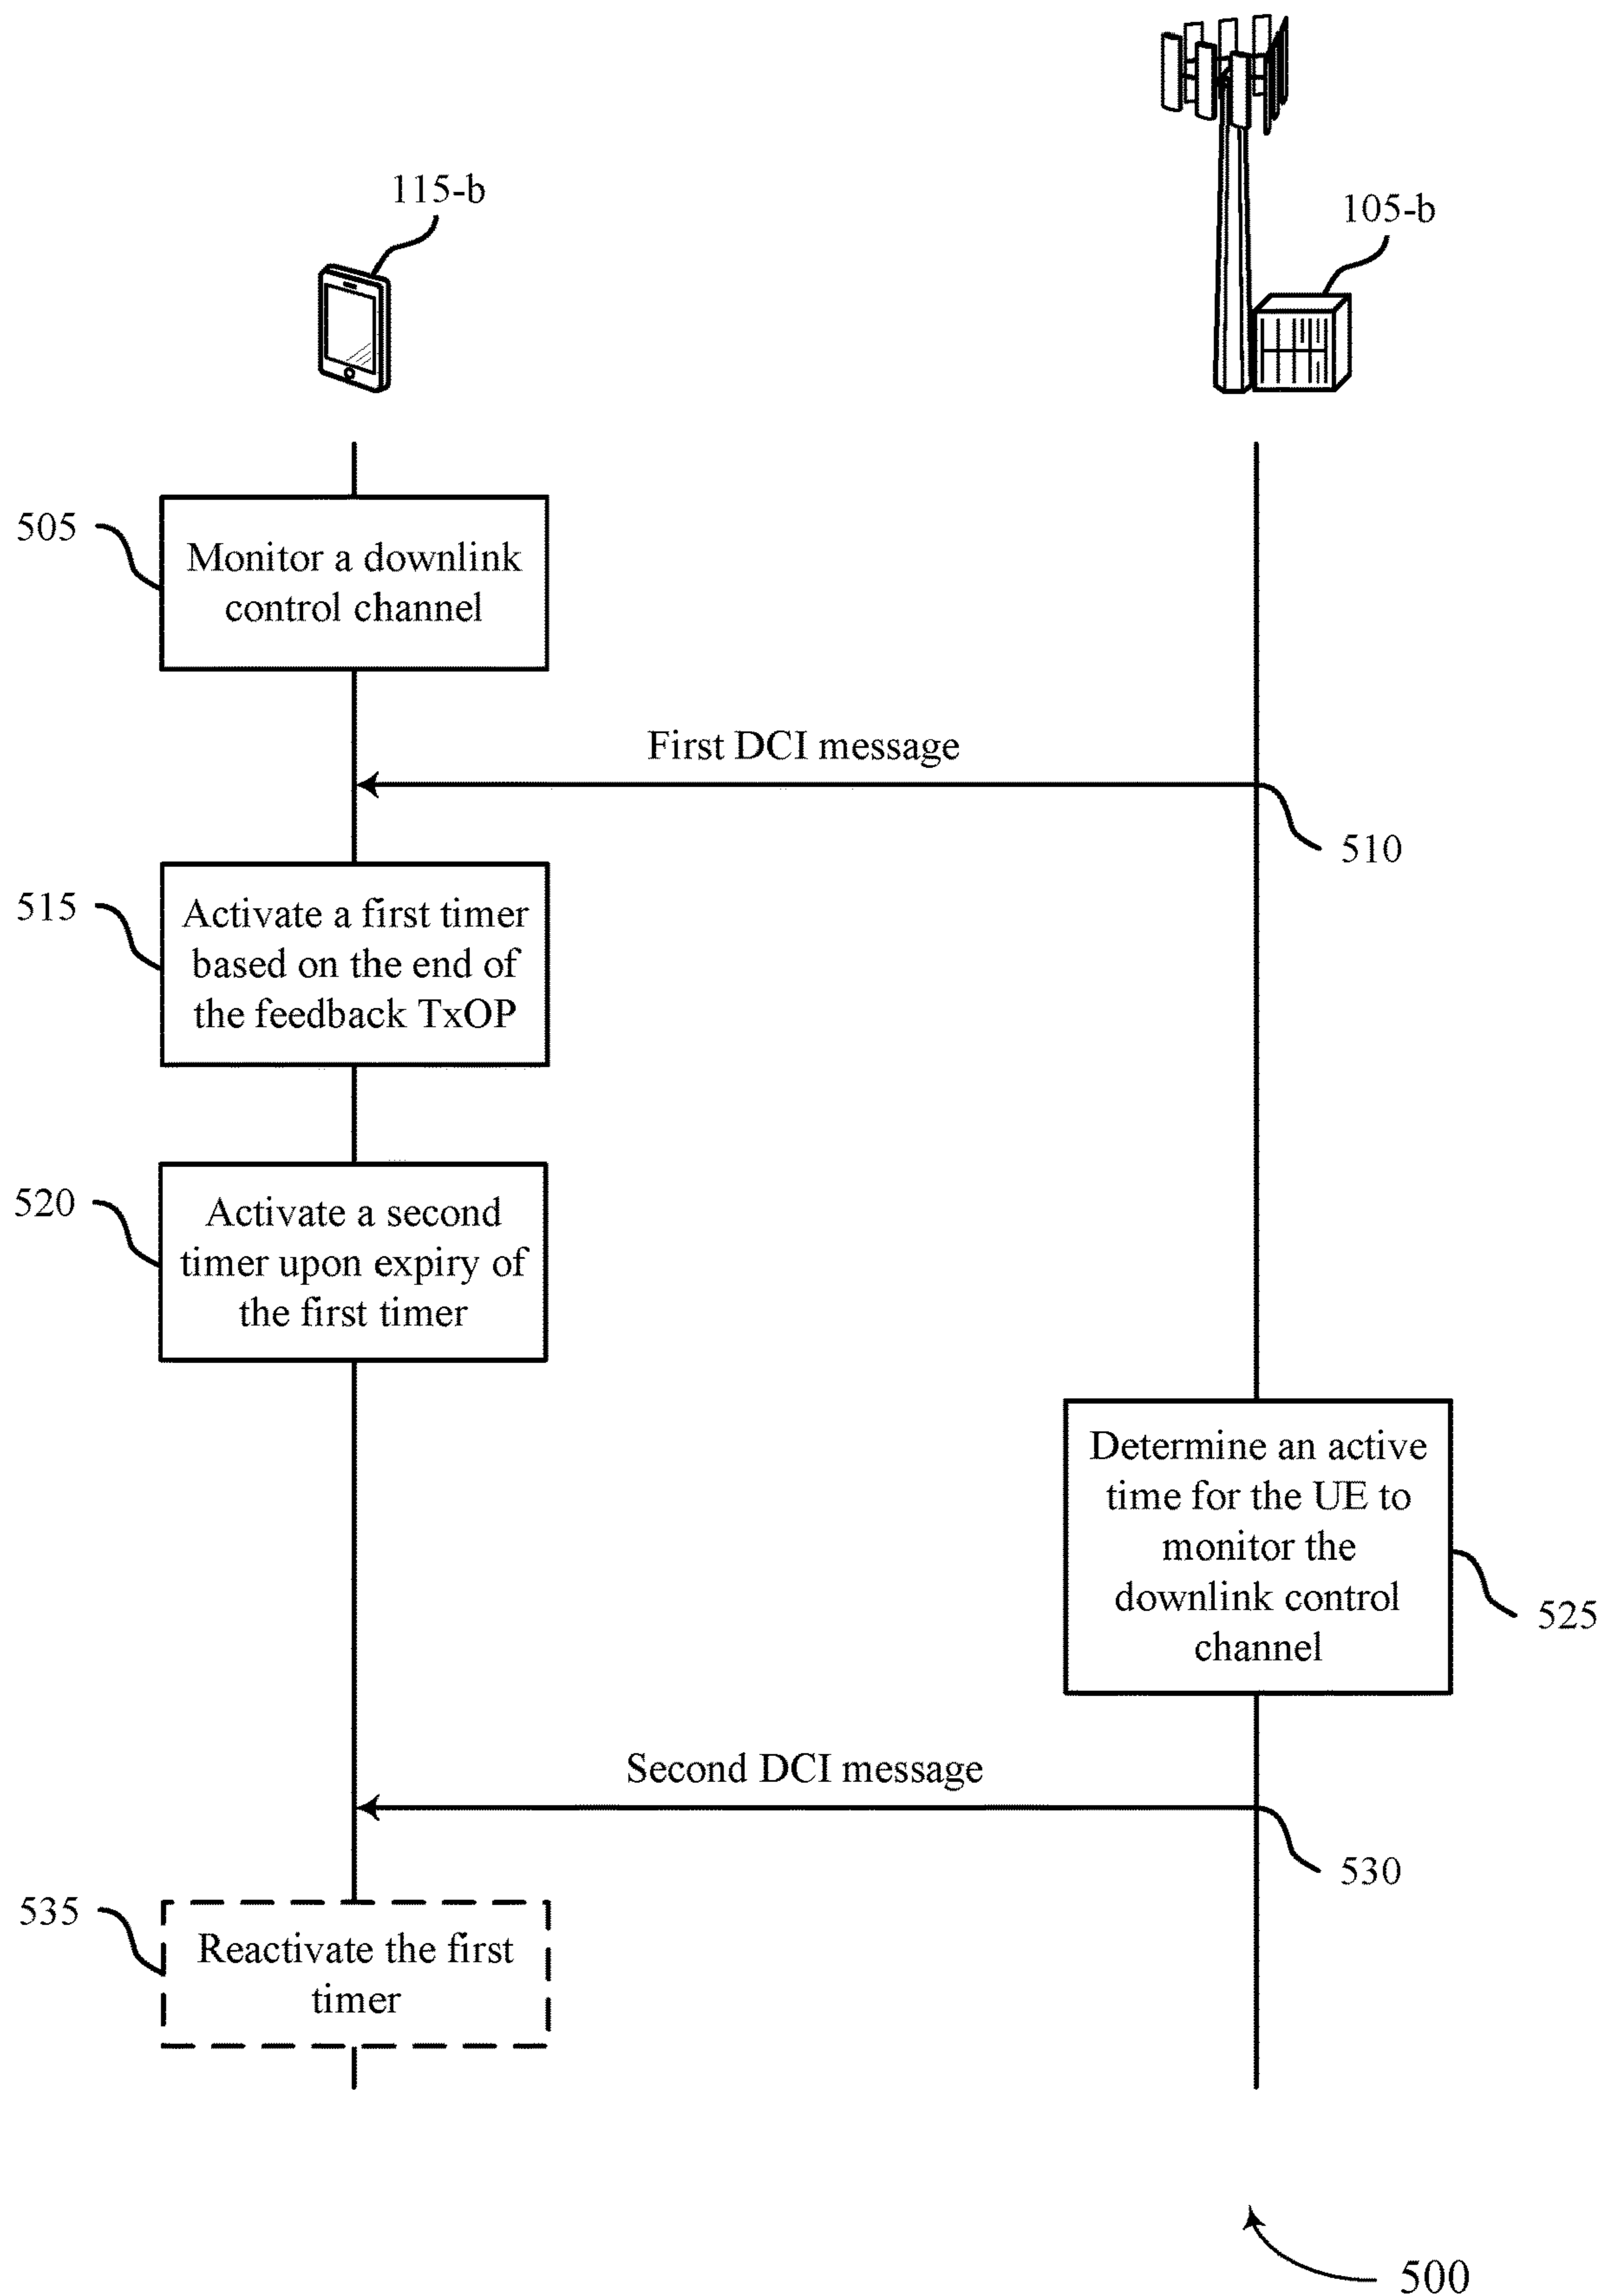 115-b
105-b
505
Monitor a downlink
control channel
First DCI message
510
515
Activate a first timer
based on the end of
the feedback TxOP
520
Activate a second
timer upon expiry of
the first timer
Determine an active
time for the UE to
monitor the
downlink control
channel
525
Second DCI message
530
535
Reactivate the first
timer
500